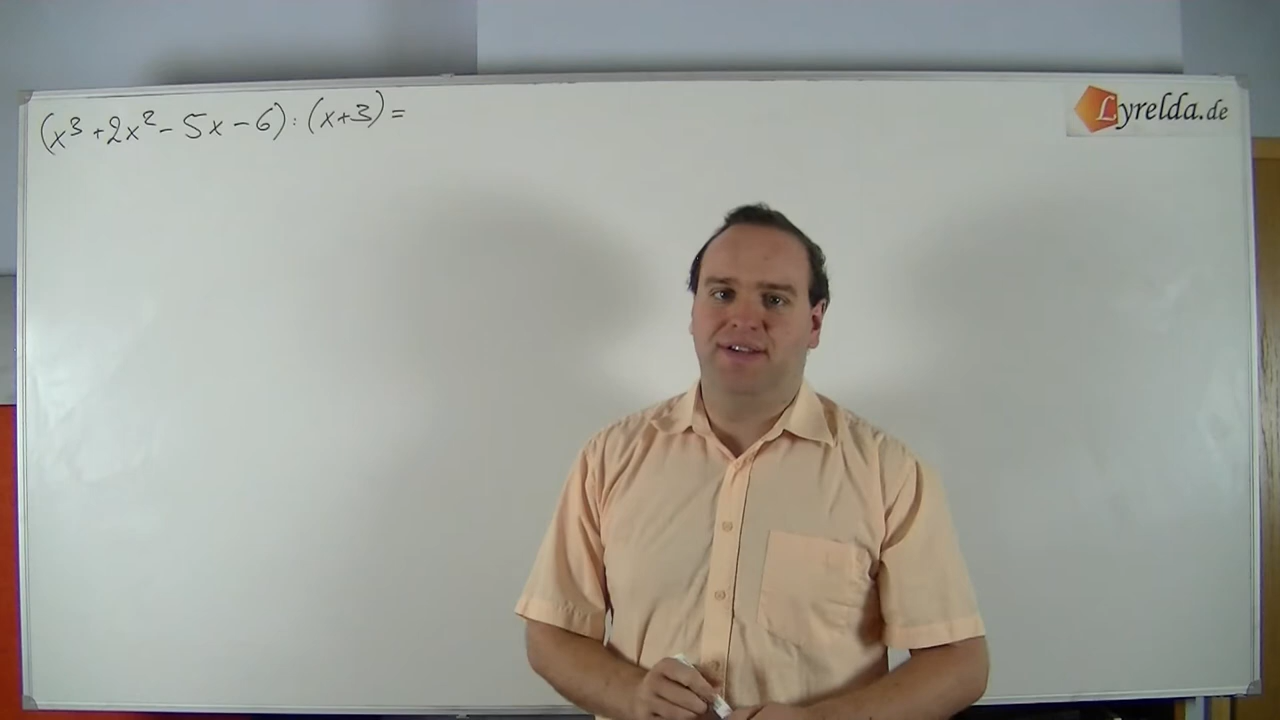 (x³ + 2x² - 5x - 6) : (x+3) =
Lyrelda.de